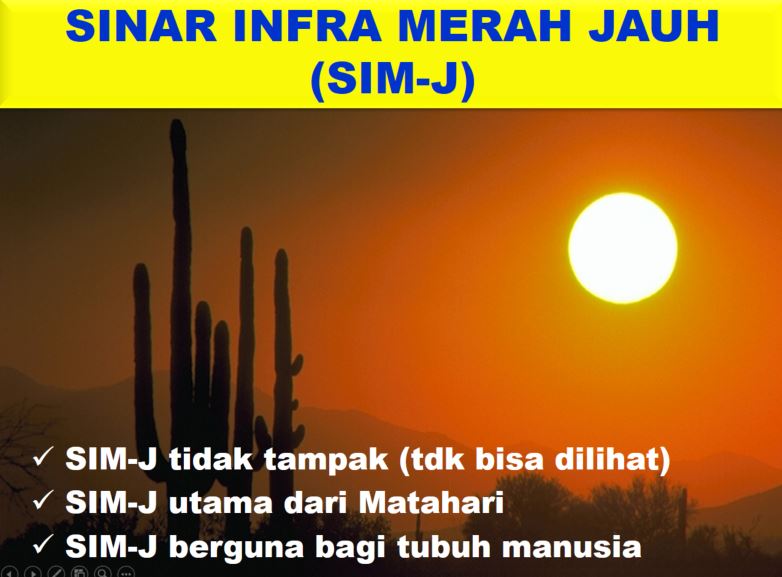 SINAR INFRA MERAH JAUH
(SIM-J)
✓ SIM-J tidak tampak (tdk bisa dilihat)
✓ SIM-J utama dari Matahari
✓ SIM-J berguna bagi tubuh manusia